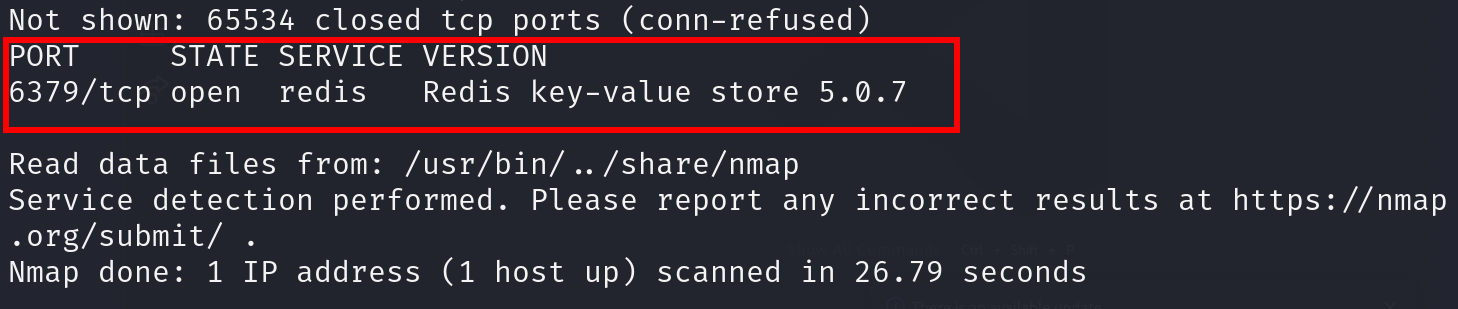 Not shown: 65534 closed tcp ports (conn-refused)
PORT     STATE SERVICE VERSION
6379/tcp open  redis   Redis key-value store 5.0.7
Read data files from: /usr/bin/../share/nmap
Service detection performed. Please report any incorrect results at https://nmap
.org/submit/ .
Nmap done: 1 IP address (1 host up) scanned in 26.79 seconds